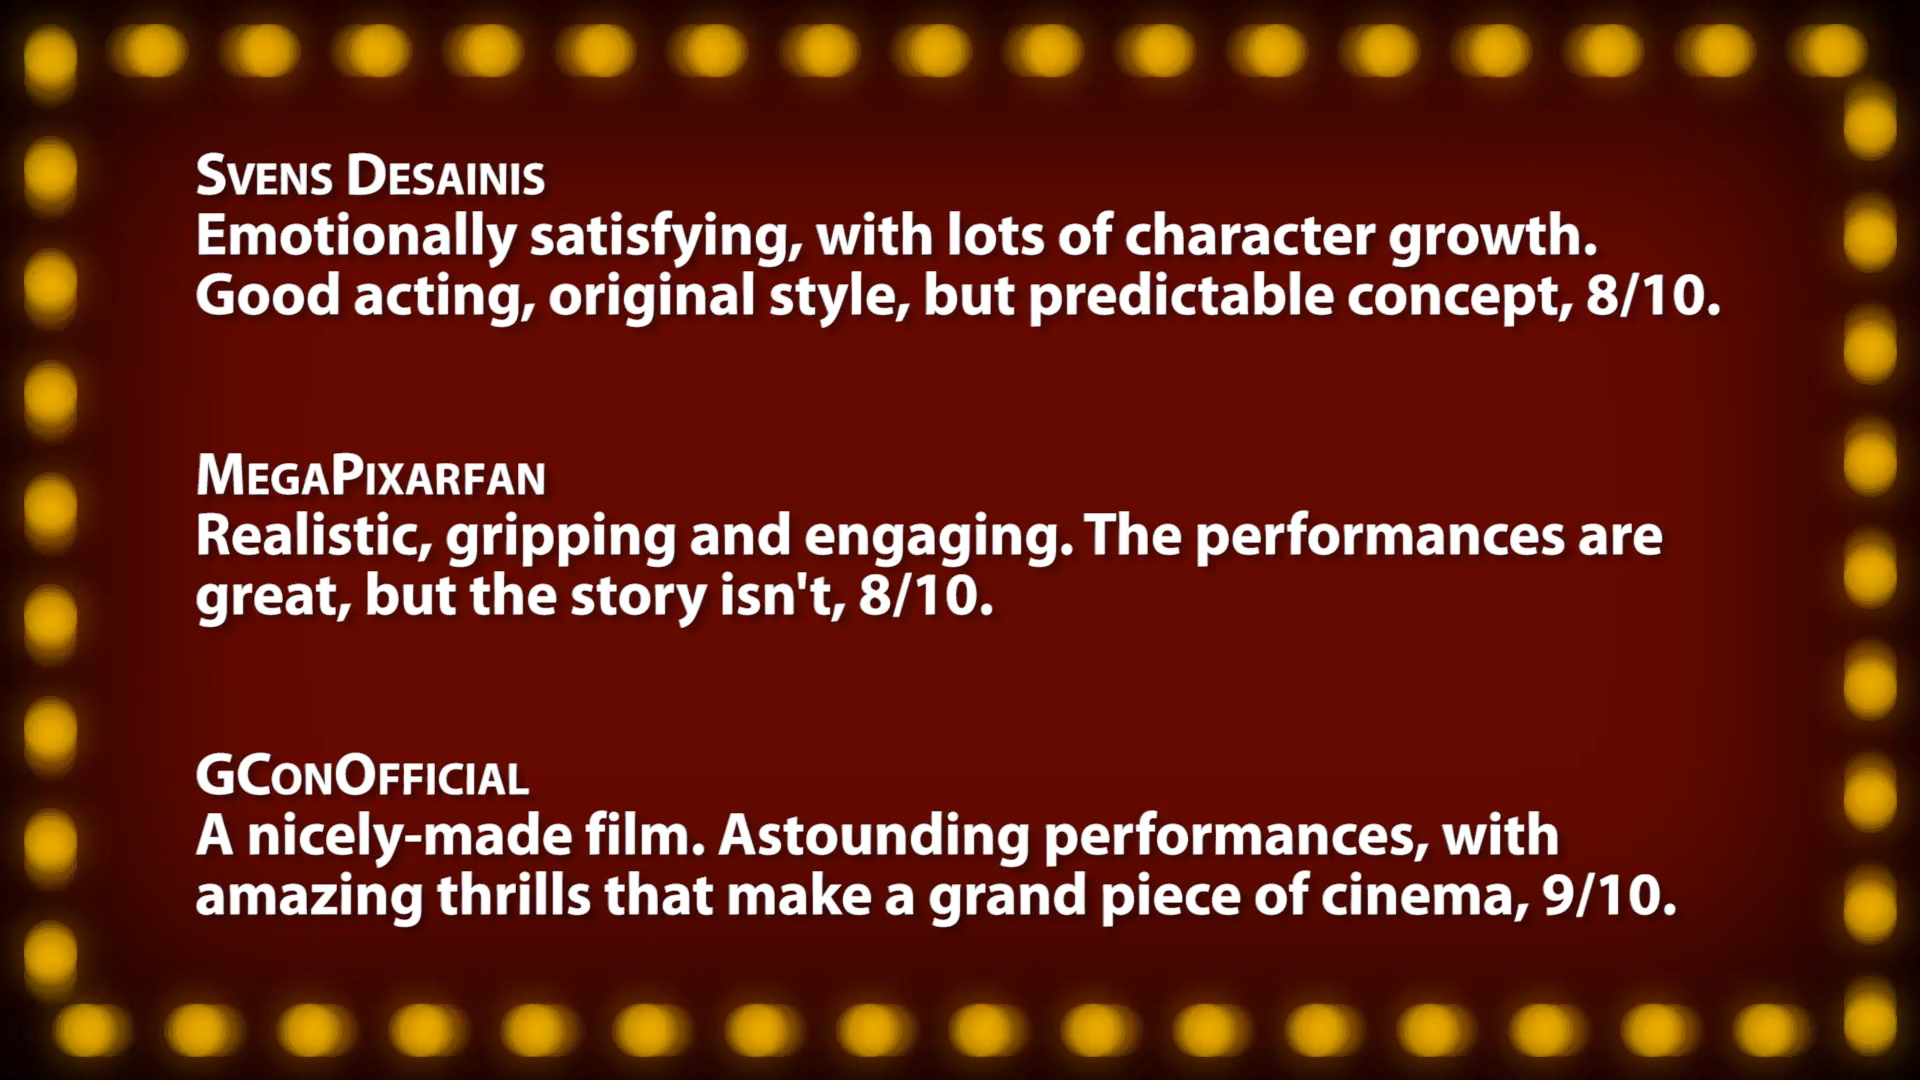 Svens Desainis
Emotionally satisfying, with lots of character growth.
Good acting, original style, but predictable concept, 8/10.
MegaPixarfan
Realistic, gripping and engaging. The performances are
great, but the story isn't, 8/10.
GConOfficial
A nicely-made film. Astounding performances, with
amazing thrills that make a grand piece of cinema, 9/10.